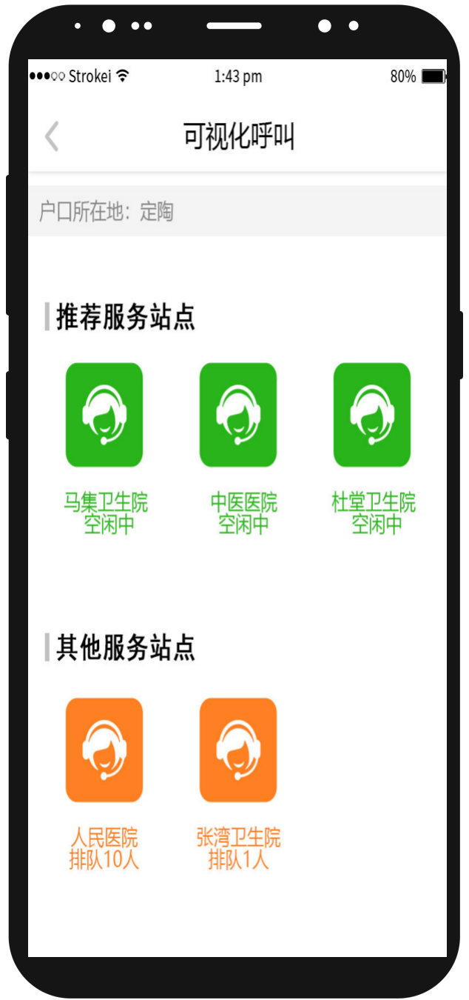 Strokei
1:43 pm
80%
可视化呼叫
户口所在地：定陶
推荐服务站点
马集卫生院
空闲中
中医医院
空闲中
杜堂卫生院
空闲中
其他服务站点
人民医院
排队10人
张湾卫生院
排队1人